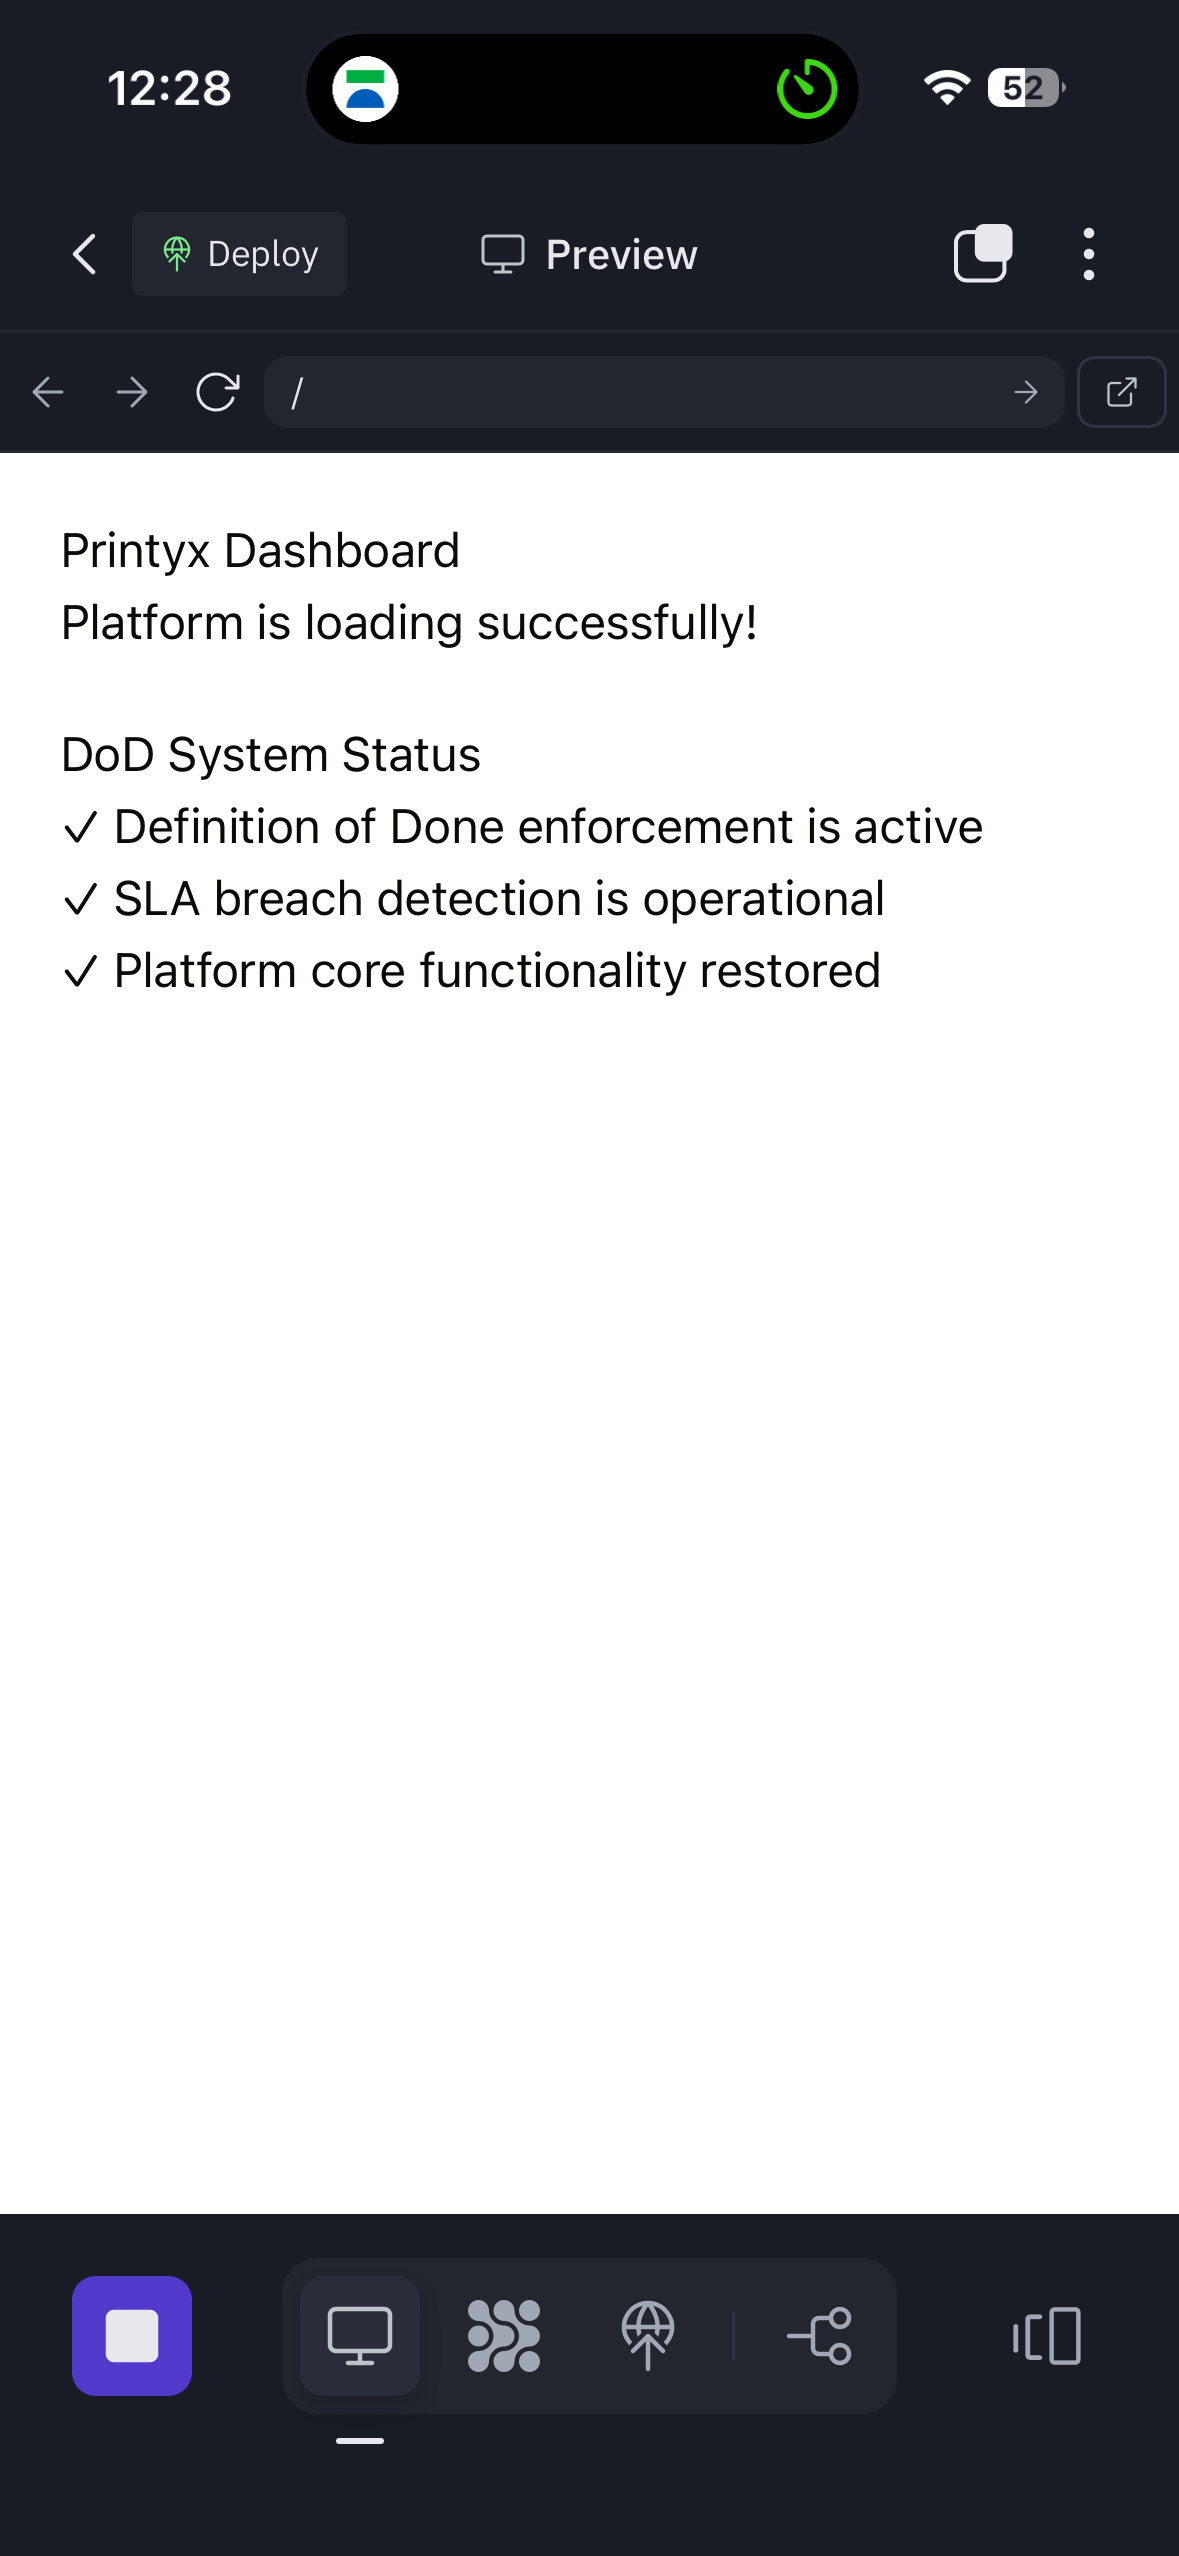 12:28
52
Deploy
Preview
/
Printyx Dashboard
Platform is loading successfully!
DoD System Status
✓ Definition of Done enforcement is active
✓ SLA breach detection is operational
✓ Platform core functionality restored